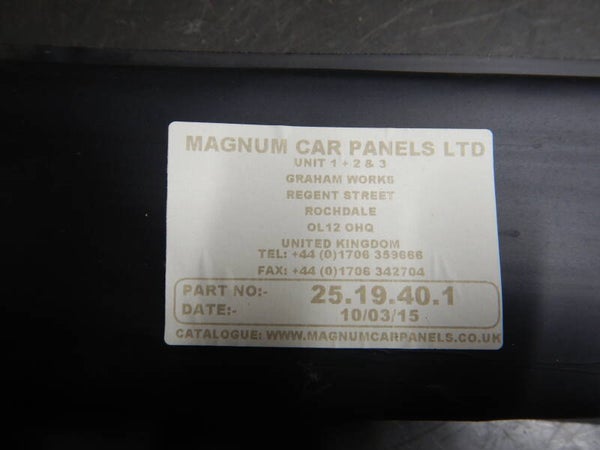 MAGNUM CAR PANELS LTD
UNIT 1 + 2 & 3
GRAHAM WORKS
REGENT STREET
ROCHDALE
OL12 OHQ
UNITED KINGDOM
TEL: +44 (0)1706 359666
FAX: +44 (0)1706 342704
PART NO:- 25.19.40.1
DATE:- 10/03/15
CATALOGUE: WWW.MAGNUMCARPANELS.CO.UK